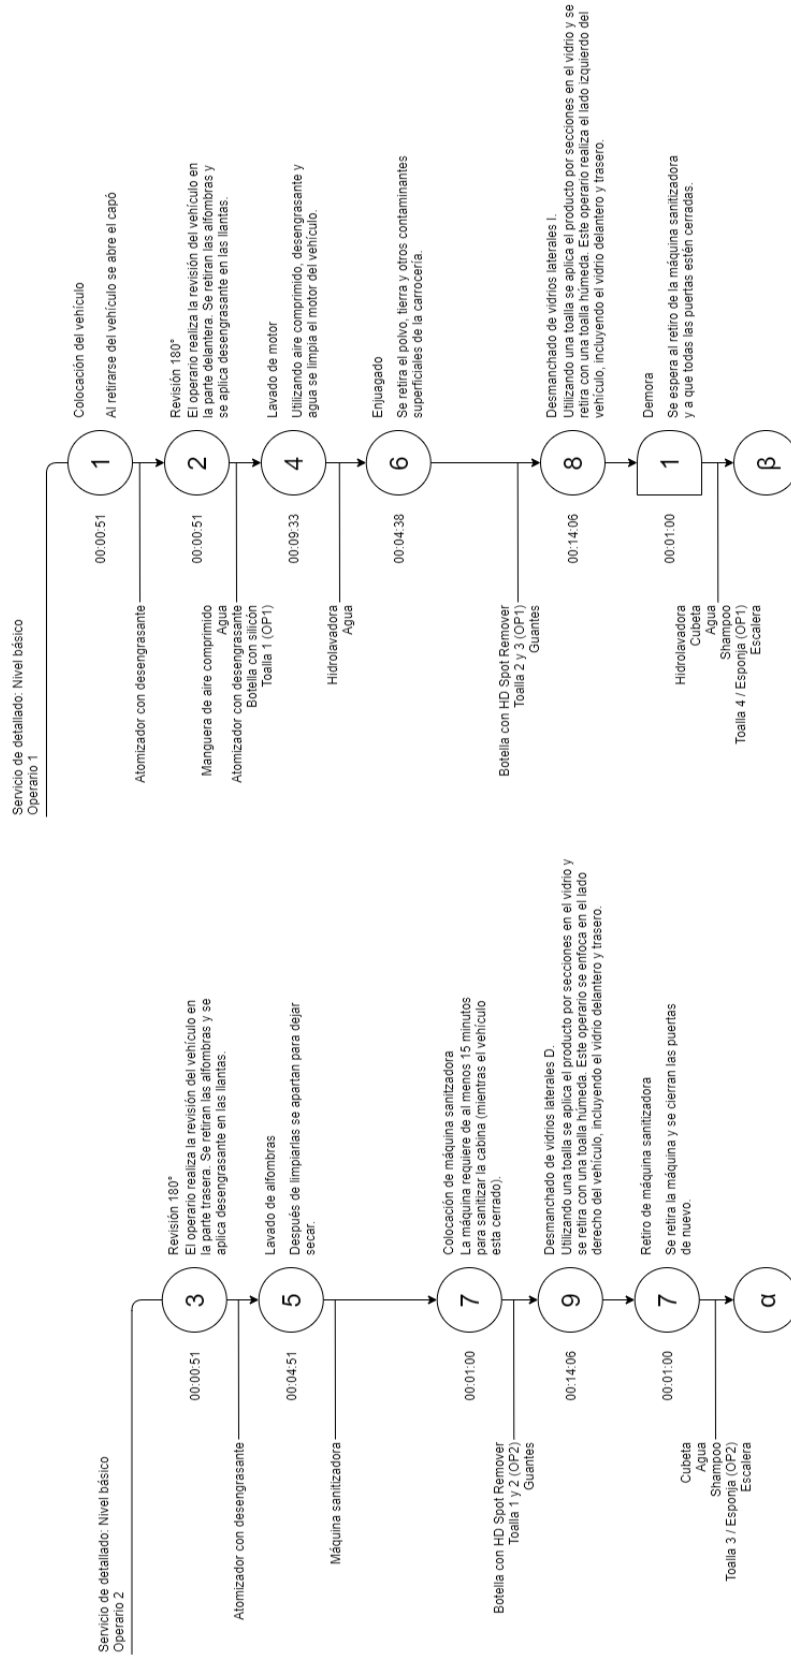 Servicio de detallado: Nivel básico
Operario 2
3
00:00:51
Revisión 180°
El operario realiza la revisión del vehículo en
la parte trasera. Se retiran las alfombras y se
aplica desengrasante en las llantas.
Atomizador con desengrasante
5
00:04:51
Lavado de alfombras
Después de limpiarlas se apartan para dejar
secar.
Máquina sanitizadora
7
00:01:00
Colocación de máquina sanitzadora
La máquina requiere de al menos 15 minutos
para sanitizar la cabina (mientras el vehículo
esta cerrado).
Botella con HD Spot Remover
Toalla 1 y 2 (OP2)
Guantes
9
00:14:06
Desmanchado de vidrios laterales D.
Utilizando una toalla se aplica el producto por secciones en el vidrio y
se retira con una toalla húmeda. Este operario se enfoca en el lado
derecho del vehículo, incluyendo el vidrio delantero y trasero.
7
00:01:00
Retiro de máquina sanitizadora
Se retira la máquina y se cierran las puertas
de nuevo.
Cubeta
Agua
Shampoo
Toalla 3 / Esponja (OP2)
Escalera
α
Servicio de detallado: Nivel básico
Operario 1
1
00:00:51
Colocación del vehículo
Al retirarse del vehículo se abre el capó
Atomizador con desengrasante
2
00:00:51
Revisión 180°
El operario realiza la revisión del vehículo en
la parte delantera. Se retiran las alfombras y
se aplica desengrasante en las llantas.
Manguera de aire comprimido
Agua
Atomizador con desengrasante
Botella con silicón
Toalla 1 (OP1)
4
00:09:33
Lavado de motor
Utilizando aire comprimido, desengrasante y
agua se limpia el motor del vehículo.
Hidrolavadora
Agua
6
00:04:38
Enjuagado
Se retira el polvo, tierra y otros contaminantes
superficiales de la carrocería.
Botella con HD Spot Remover
Toalla 2 y 3 (OP1)
Guantes
8
00:14:06
Desmanchado de vidrios laterales I.
Utilizando una toalla se aplica el producto por secciones en el vidrio y se
retira con una toalla húmeda. Este operario realiza el lado izquierdo del
vehículo, incluyendo el vidrio delantero y trasero.
1
00:01:00
Demora
Se espera al retiro de la máquina sanitizadora
y a que todas las puertas estén cerradas.
Hidrolavadora
Cubeta
Agua
Shampoo
Toalla 4 / Esponja (OP1)
Escalera
β